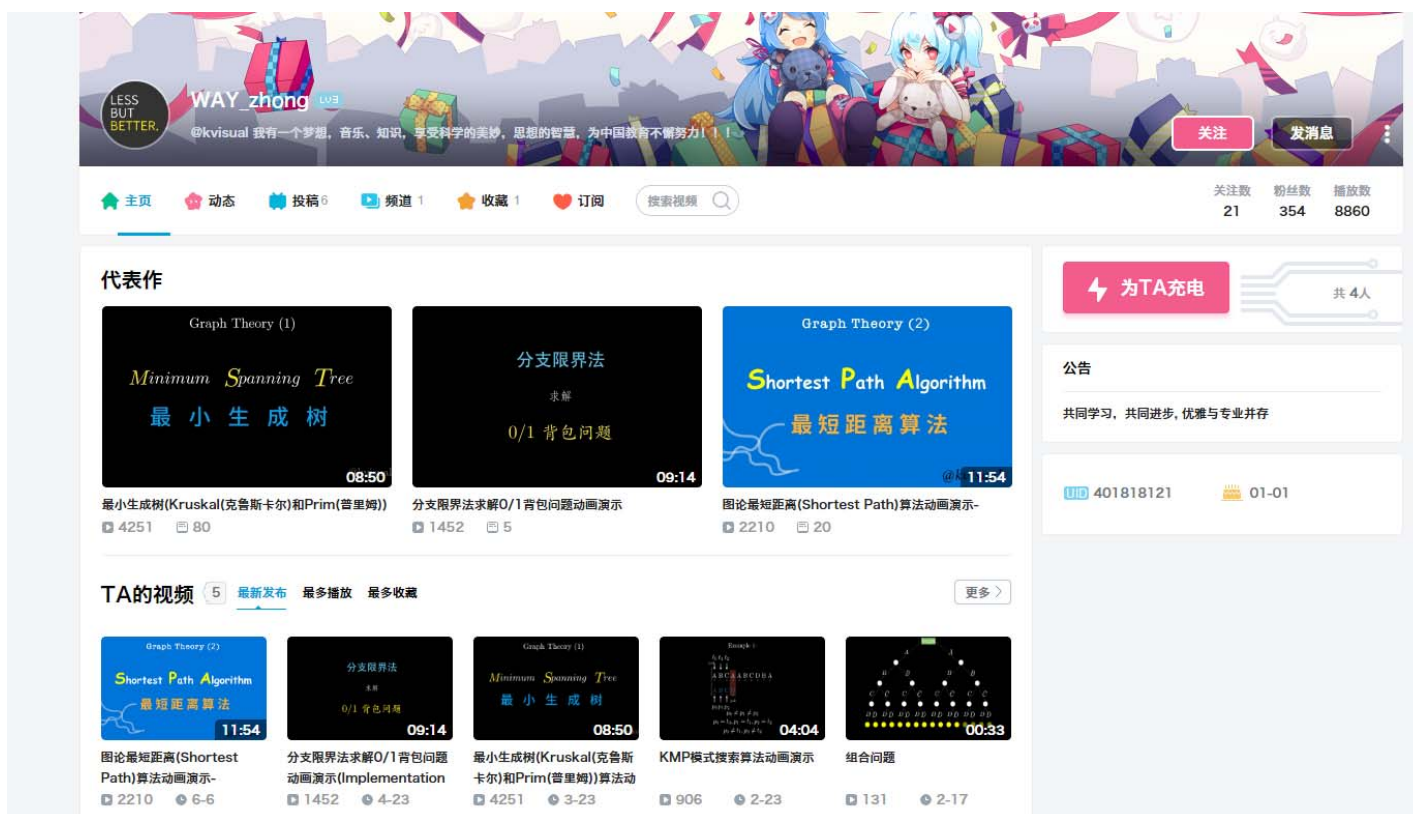 LESS
BUT
BETTER.
WAY_zhong LV3
@kvisual 我有一个梦想，音乐、知识，享受科学的美妙，思想的智慧，为中国教育不懈努力！！！
关注 发消息
主页 动态 投稿 6 频道 1 收藏 1 订阅 搜索视频
关注数 粉丝数 播放数
21 354 8860
代表作
Graph Theory (1)
Minimum Spanning Tree
最小生成树
08:50
最小生成树(Kruskal(克鲁斯卡尔)和Prim(普里姆))
4251 80
分支限界法
求解
0/1 背包问题
09:14
分支限界法求解0/1背包问题动画演示
1452 5
Graph Theory (2)
Shortest Path Algorithm
最短距离算法
11:54
图论最短距离(Shortest Path)算法动画演示-
2210 20
为TA充电
共 4人
公告
共同学习，共同进步, 优雅与专业并存
UID 401818121 01-01
TA的视频 5 最新发布 最多播放 最多收藏 更多
Graph Theory (2)
Shortest Path Algorithm
最短距离算法
11:54
图论最短距离(Shortest
Path)算法动画演示-
2210 6-6
分支限界法
求解
0/1 背包问题
09:14
分支限界法求解0/1背包问题
动画演示(Implementation
1452 4-23
Graph Theory (1)
Minimum Spanning Tree
最小生成树
08:50
最小生成树(Kruskal(克鲁斯
卡尔)和Prim(普里姆))算法动
4251 3-23
04:04
KMP模式搜索算法动画演示
906 2-23
00:33
组合问题
131 2-17